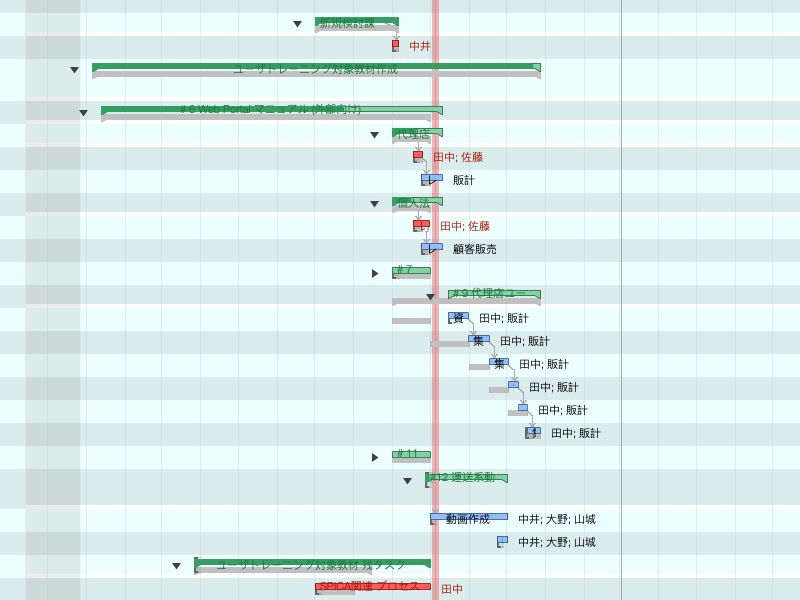 新規検討課
中井
ユーザトレーニング対象教材作成
# 6 Web Portal マニュアル (外部向け)
代理店
田中; 佐藤
販計
個人法
田中; 佐藤
顧客販売
# 7
# 9 代理店ユー
資 田中; 販計
集 田中; 販計
集 田中; 販計
田中; 販計
田中; 販計
田中; 販計
# 11
#12 運送系動
動画作成 中井; 大野; 山城
中井; 大野; 山城
ユーザトレーニング対象教材 残タスク
SPICA関連 プロセス 田中